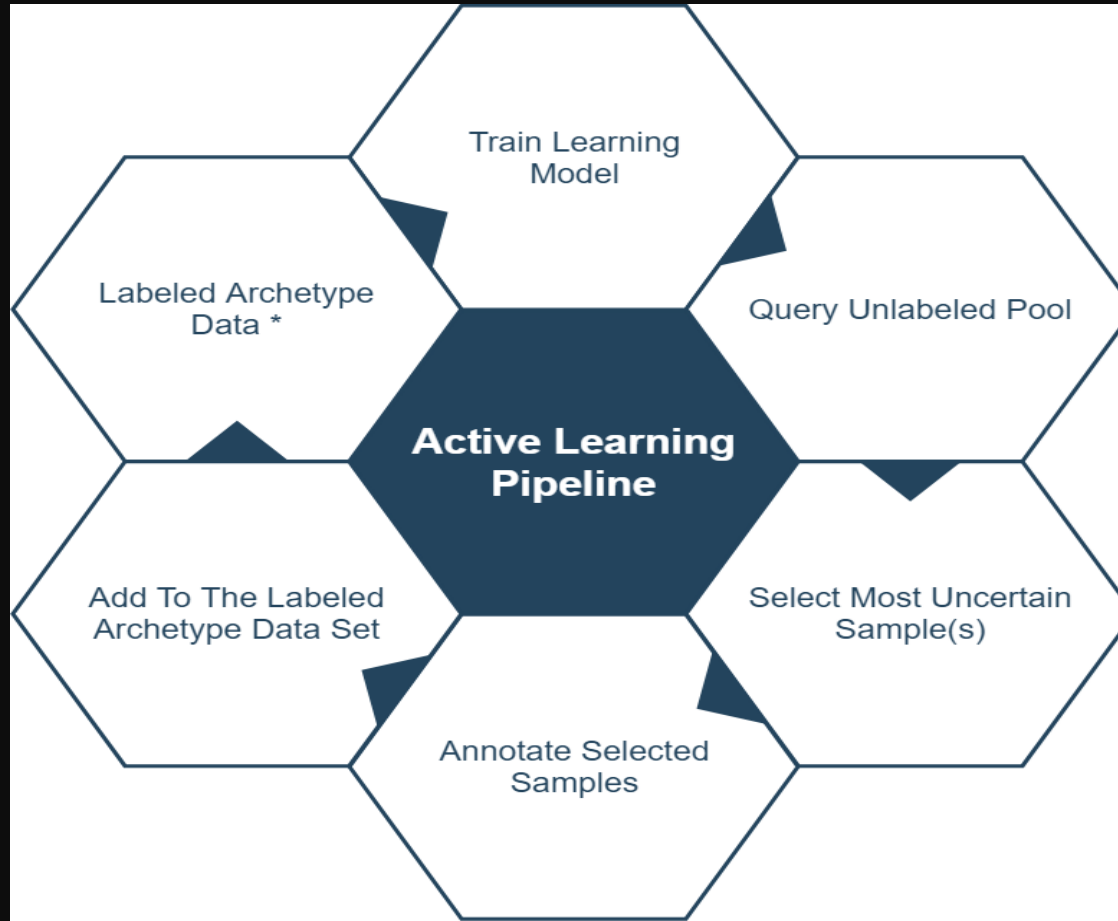 Train Learning
Model
Labeled Archetype
Data *
Query Unlabeled Pool
Active Learning
Pipeline
Add To The Labeled
Archetype Data Set
Select Most Uncertain
Sample(s)
Annotate Selected
Samples